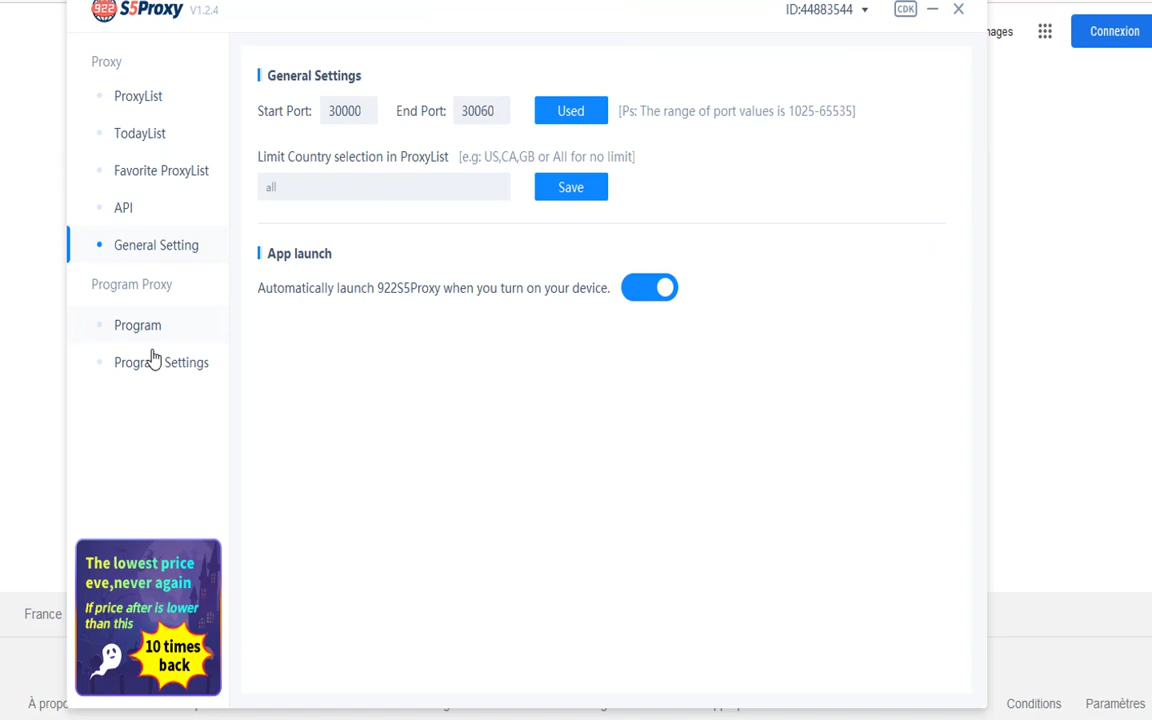 922 S5Proxy V1.2.4
ID:44883544
CDK
Connexion
Proxy
ProxyList
TodayList
Favorite ProxyList
API
General Setting
Program Proxy
Program
Settings
General Settings
Start Port: 30000 End Port: 30060 Used [Ps: The range of port values is 1025-65535]
Limit Country selection in ProxyList [e.g: US,CA,GB or All for no limit]
all Save
App launch
Automatically launch 922S5Proxy when you turn on your device.
The lowest price
eve,never again
If price after is lower
than this
10 times
back
France
Conditions Paramètres